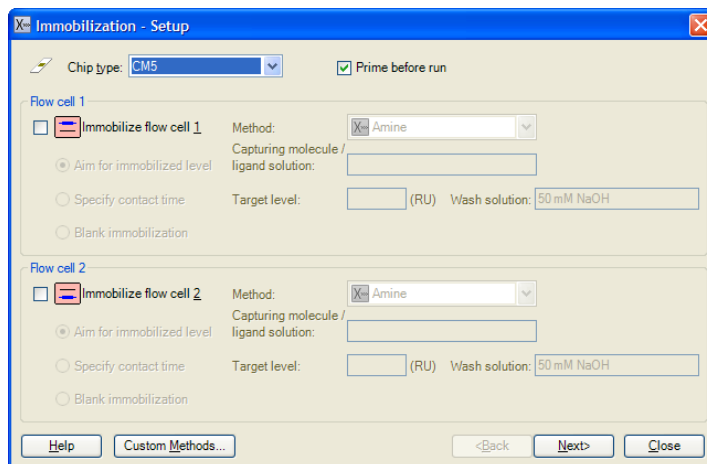 Immobilization - Setup
Chip type: CM5 Prime before run
Flow cell 1
Immobilize flow cell 1 Method: Amine
Aim for immobilized level Capturing molecule / ligand solution:
Specify contact time Target level: (RU) Wash solution: 50 mM NaOH
Blank immobilization
Flow cell 2
Immobilize flow cell 2 Method: Amine
Aim for immobilized level Capturing molecule / ligand solution:
Specify contact time Target level: (RU) Wash solution: 50 mM NaOH
Blank immobilization
Help Custom Methods... <Back Next> Close